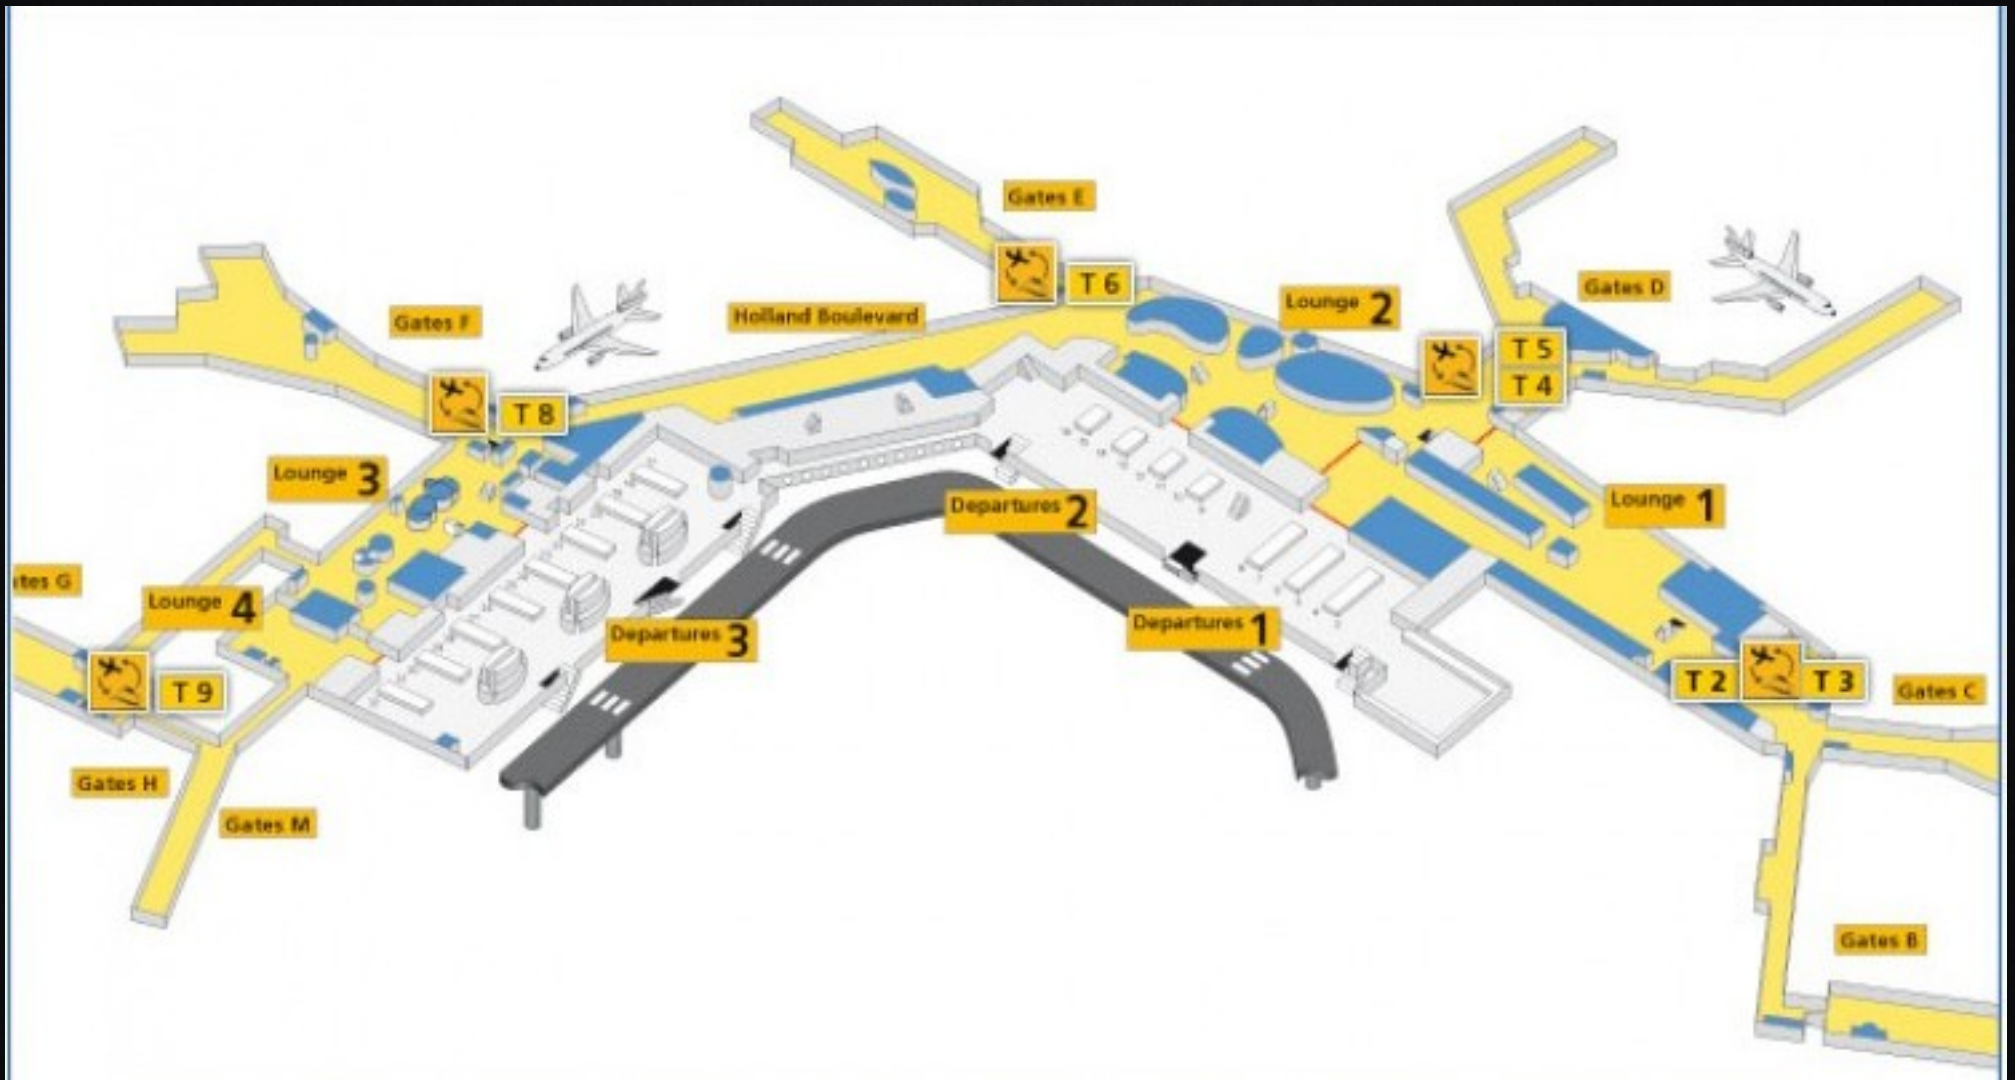 Gates E
T 6
Lounge 2
Gates D
Holland Boulevard
Gates F
T 5
T 4
T 8
Lounge 3
Departures 2
Lounge 1
Lounge 4
Departures 3
Departures 1
T 9
T 2
T 3
Gates C
Gates H
Gates M
Gates B